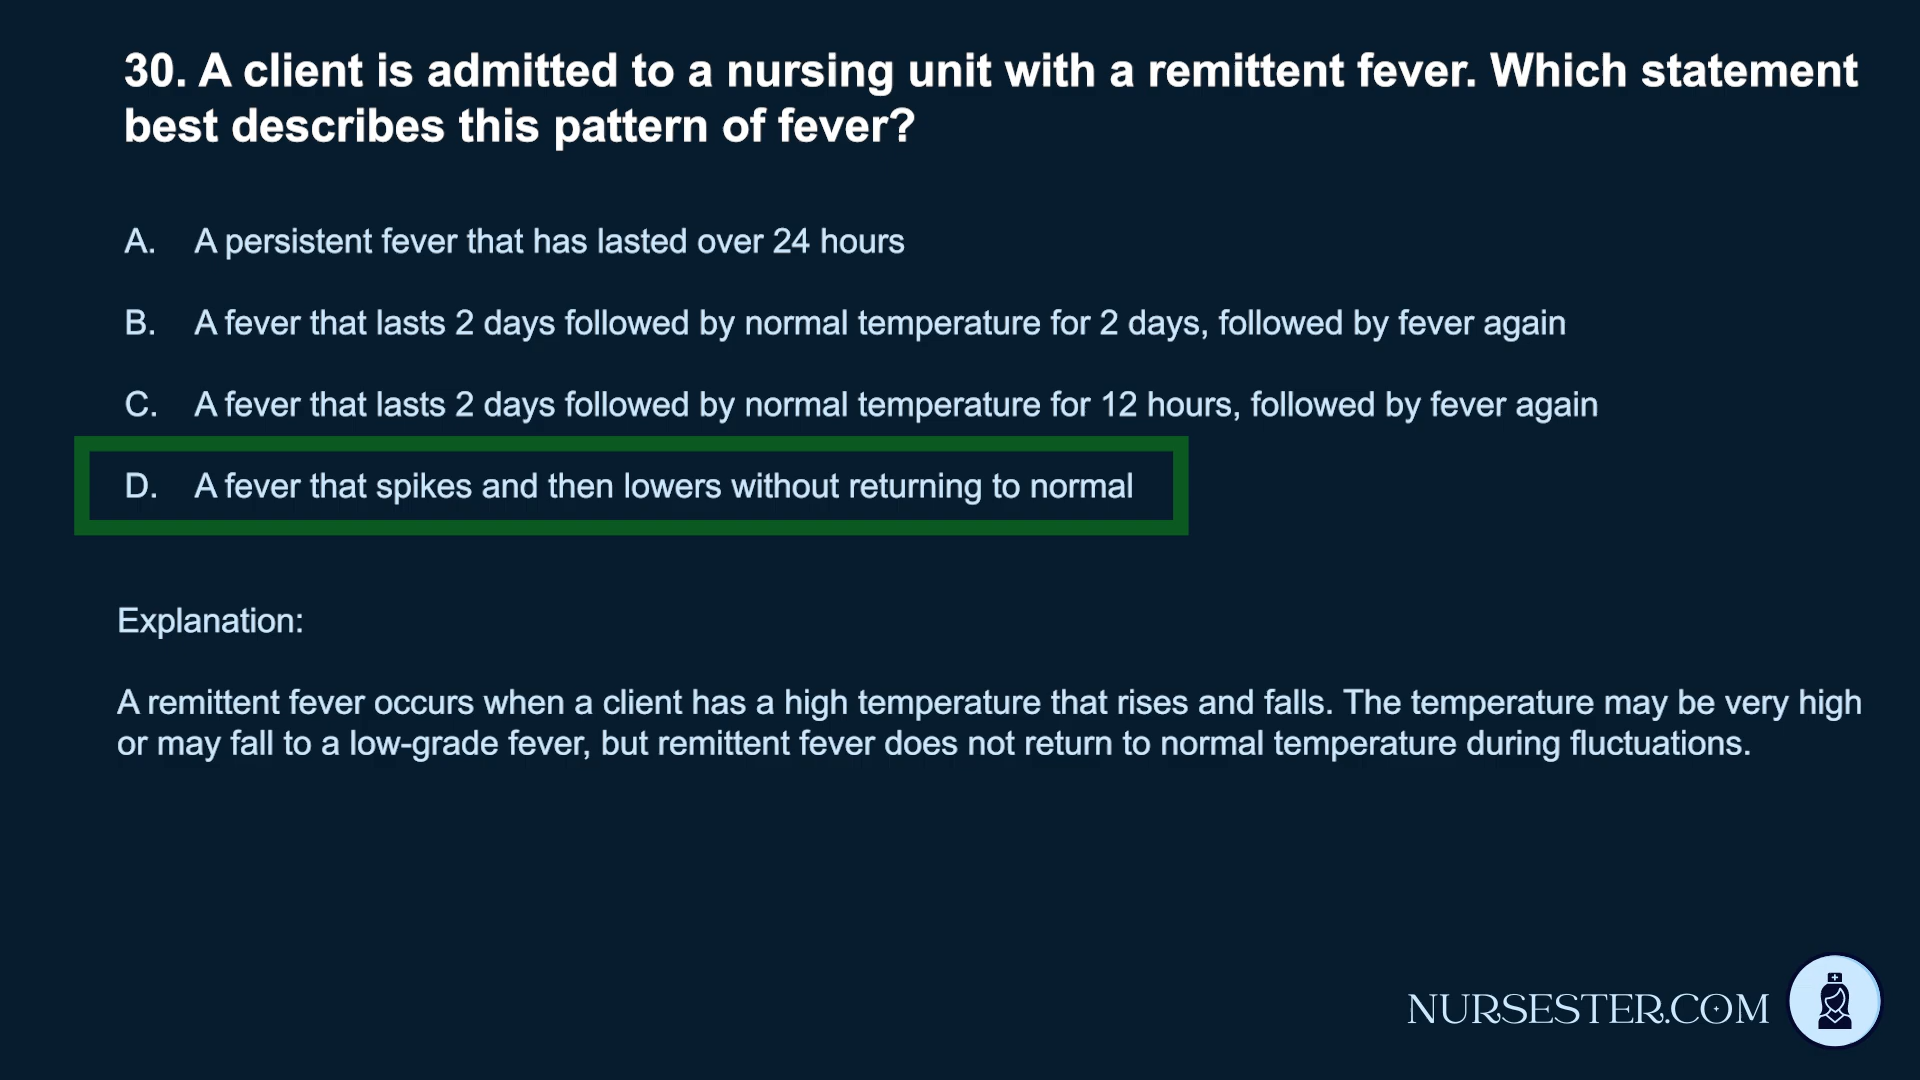 30. A client is admitted to a nursing unit with a remittent fever. Which statement
best describes this pattern of fever?
A. A persistent fever that has lasted over 24 hours
B. A fever that lasts 2 days followed by normal temperature for 2 days, followed by fever again
C. A fever that lasts 2 days followed by normal temperature for 12 hours, followed by fever again
D. A fever that spikes and then lowers without returning to normal
Explanation:
A remittent fever occurs when a client has a high temperature that rises and falls. The temperature may be very high
or may fall to a low-grade fever, but remittent fever does not return to normal temperature during fluctuations.
NURSESTER.COM